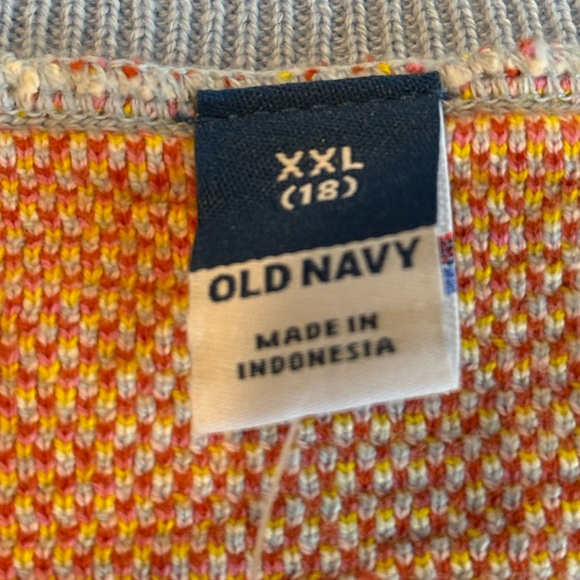 XXL
(18)
OLD NAVY
MADE IN
INDONESIA